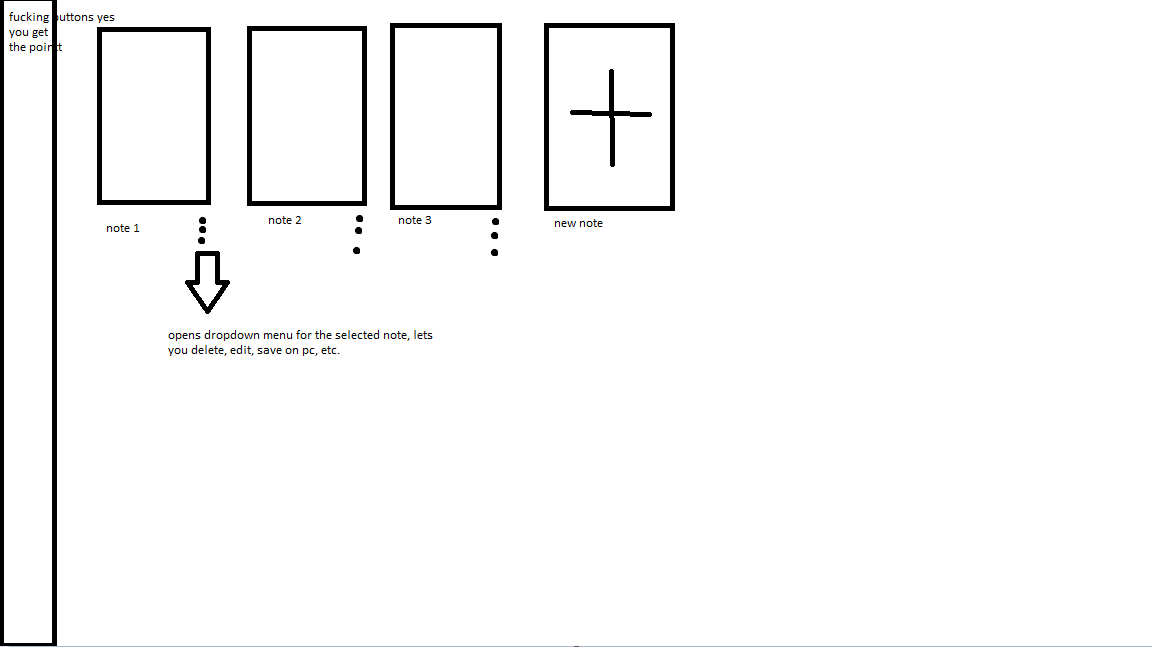 fucking buttons yes
you get
the pointt
note 1
note 2
note 3
new note
opens dropdown menu for the selected note, lets
you delete, edit, save on pc, etc.